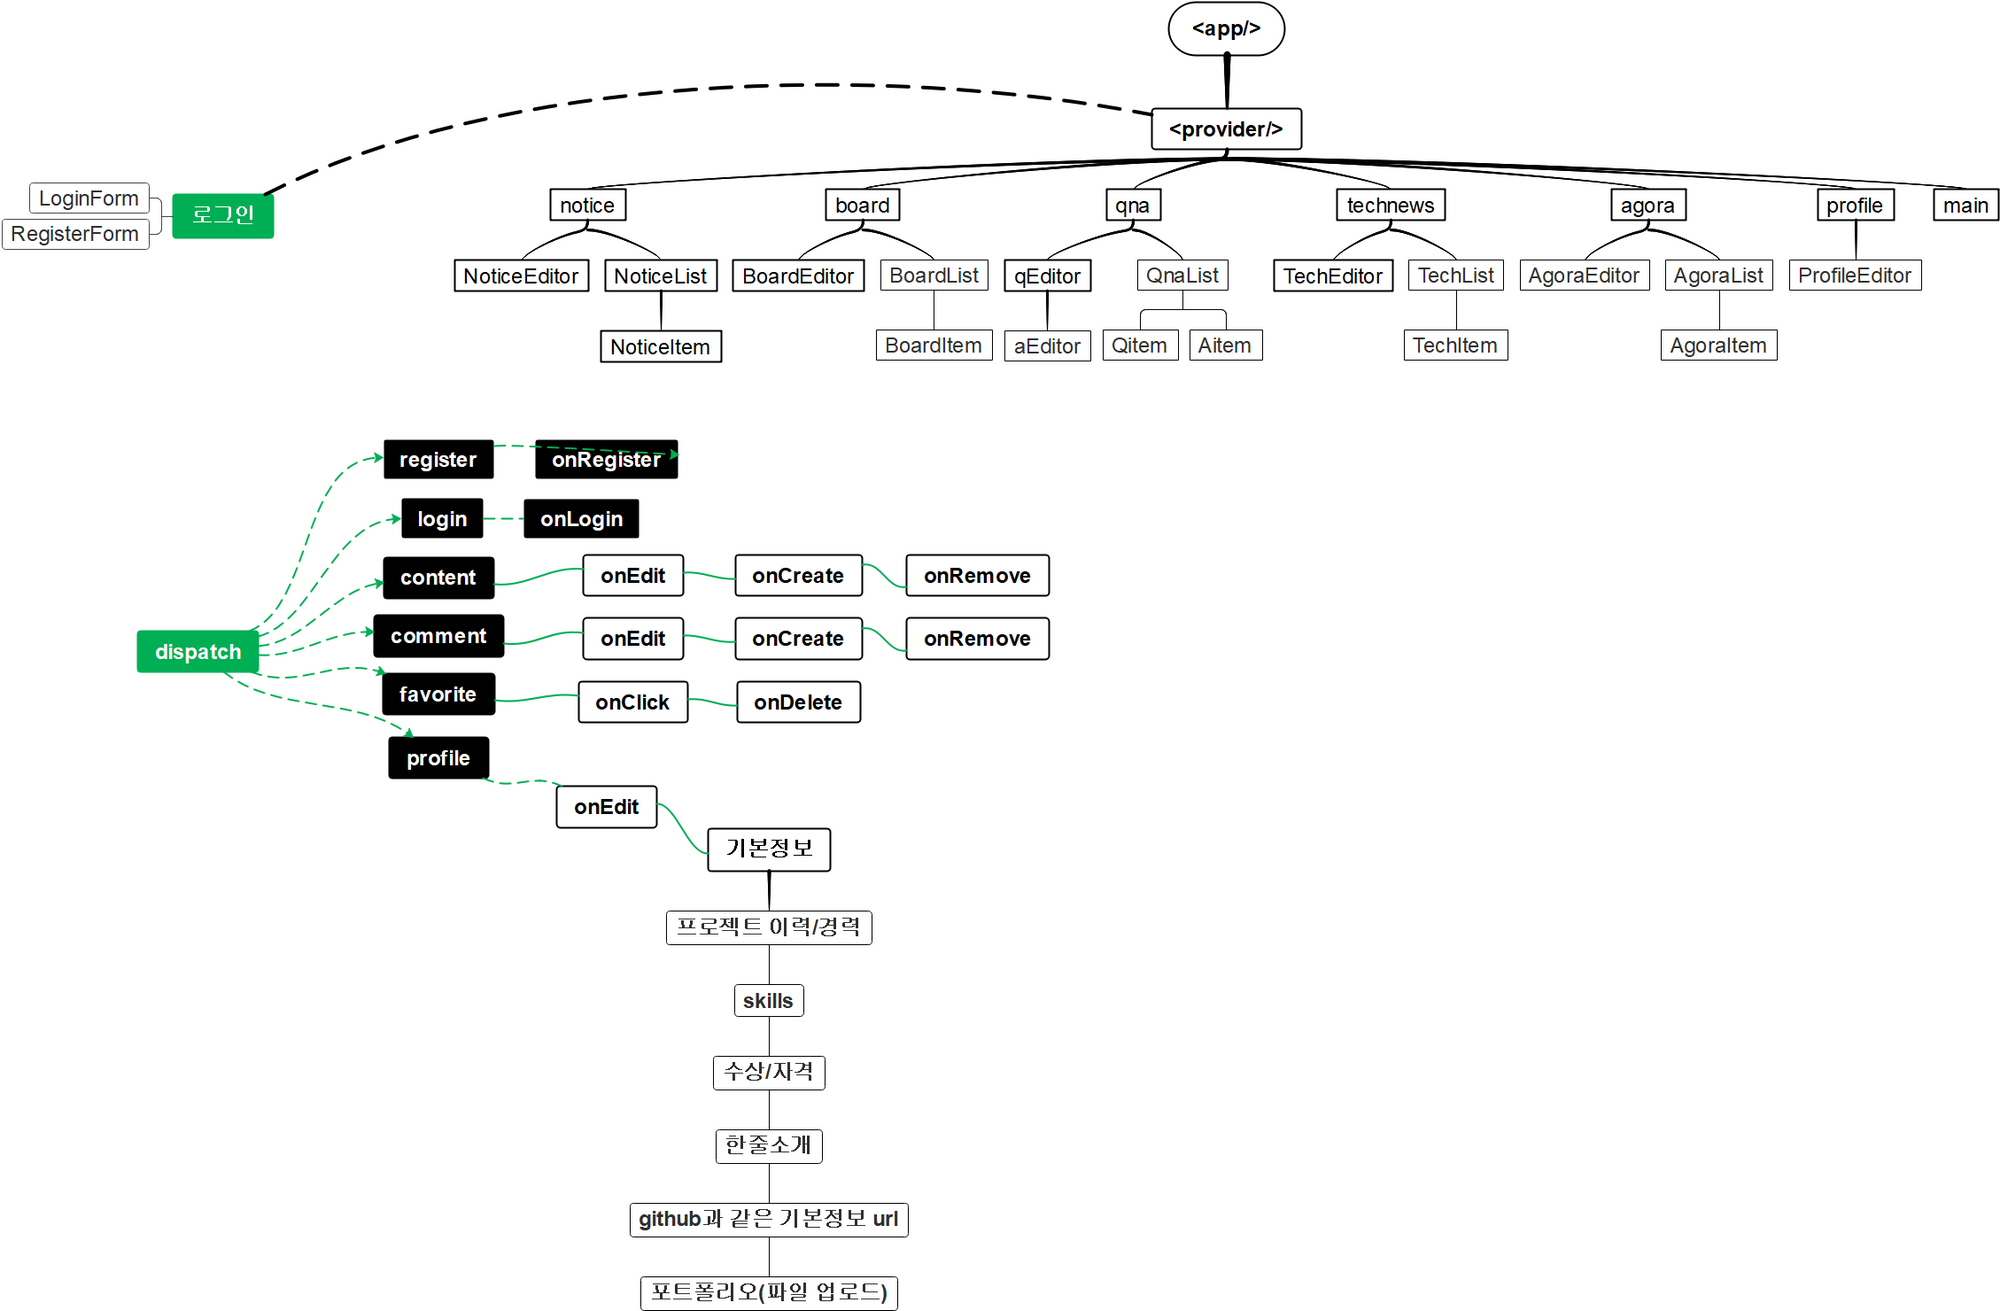 <app/>
<provider/>
LoginForm
RegisterForm
로그인
notice
board
qna
technews
agora
profile
main
NoticeEditor
NoticeList
BoardEditor
BoardList
qEditor
QnaList
TechEditor
TechList
AgoraEditor
AgoraList
ProfileEditor
NoticeItem
BoardItem
aEditor
Qitem
Aitem
TechItem
AgoraItem
dispatch
register
onRegister
login
onLogin
content
onEdit
onCreate
onRemove
comment
onEdit
onCreate
onRemove
favorite
onClick
onDelete
profile
onEdit
기본정보
프로젝트 이력/경력
skills
수상/자격
한줄소개
github과 같은 기본정보 url
포트폴리오(파일 업로드)